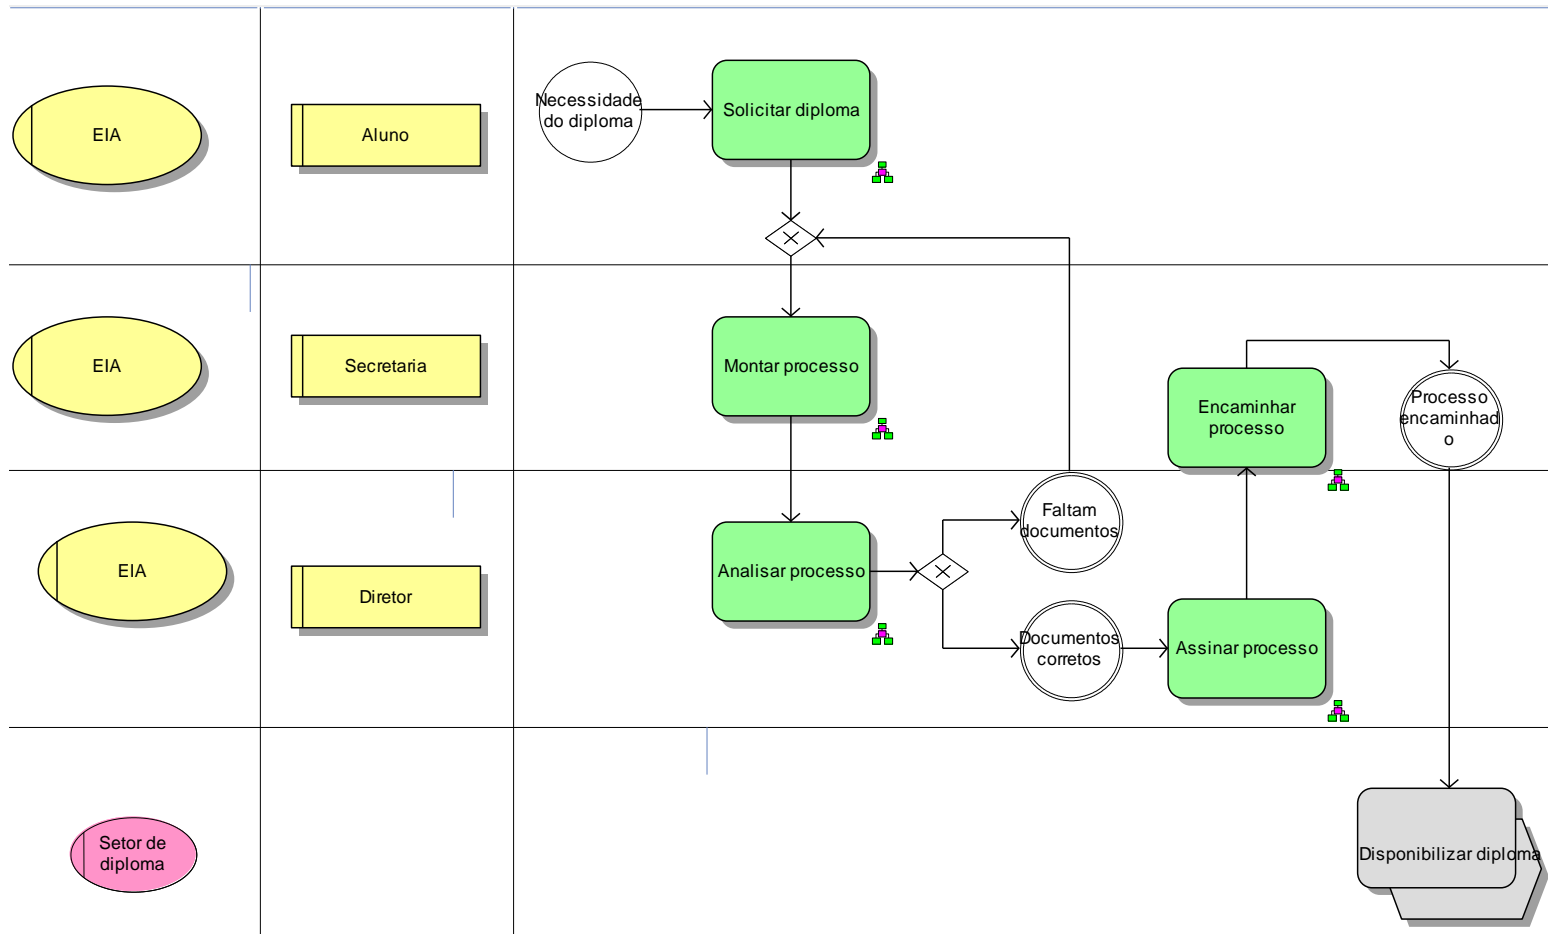 EIA
Aluno
Necessidade
do diploma
Solicitar diploma
EIA
Secretaria
Montar processo
Encaminhar
processo
Processo
encaminhad
o
EIA
Diretor
Analisar processo
Faltam
documentos
Documentos
corretos
Assinar processo
Setor de
diploma
Disponibilizar diploma